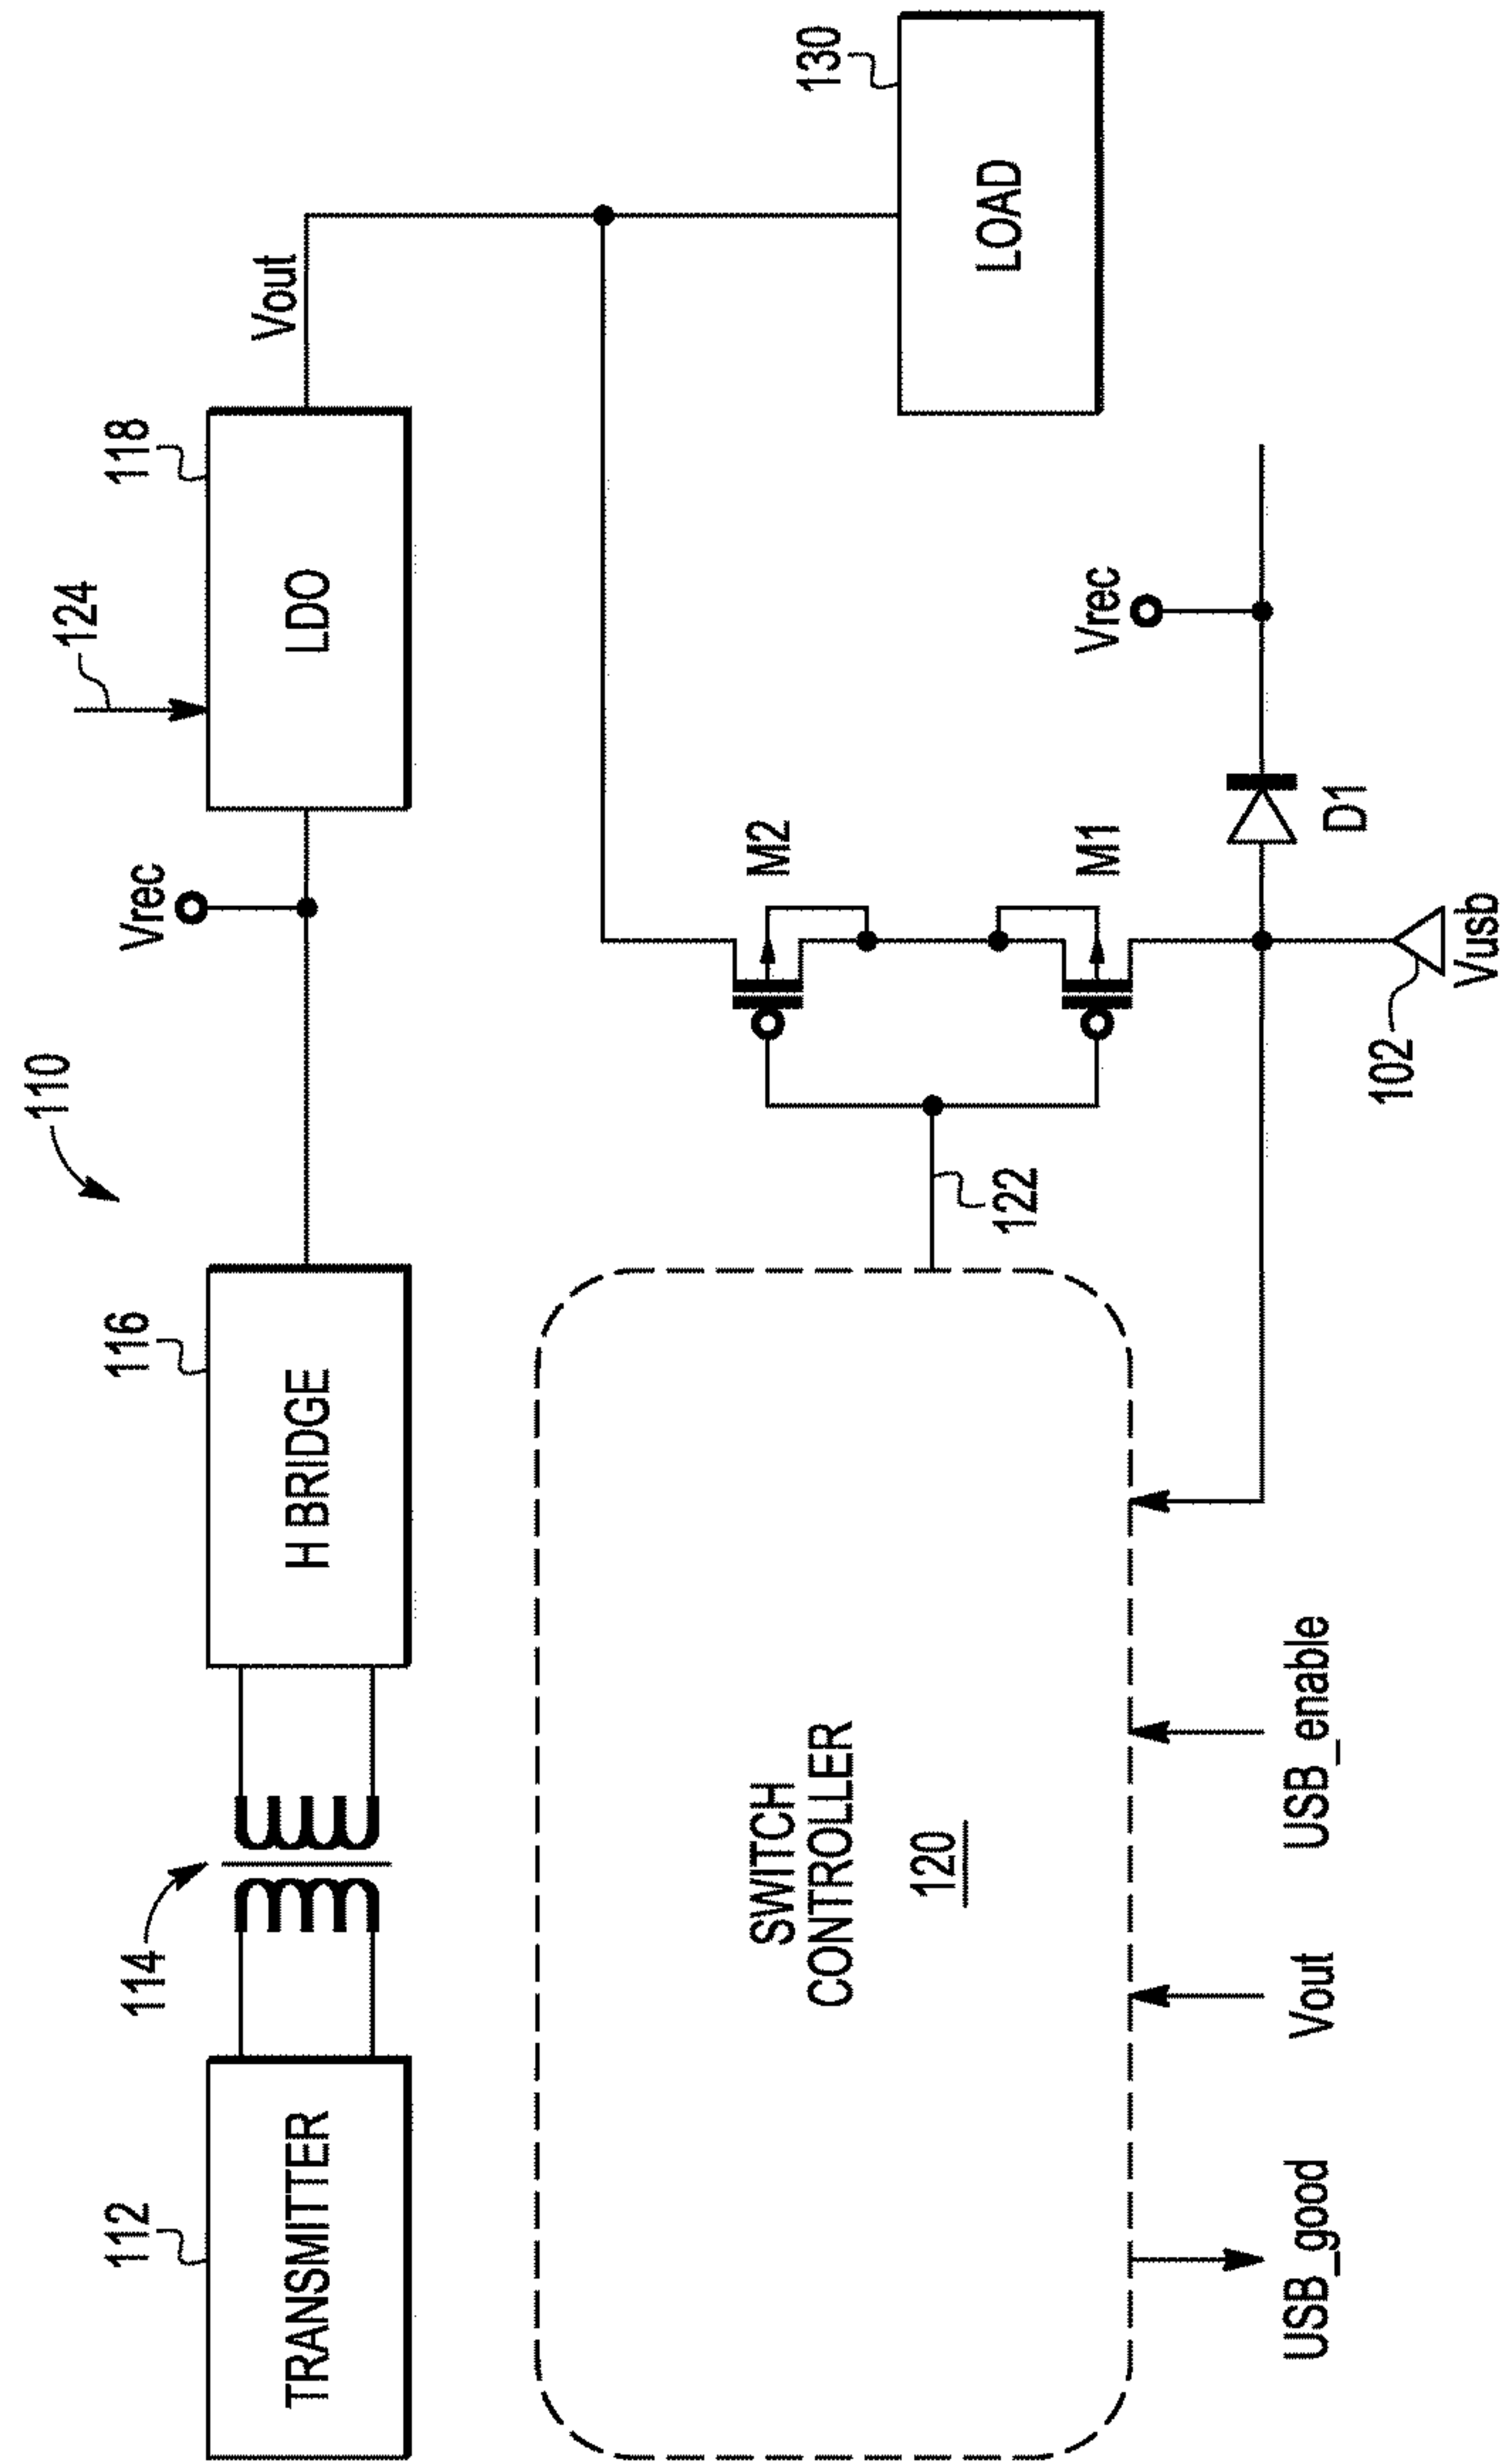 110
112
TRANSMITTER
114
116
H BRIDGE
Vrec
124
118
LDO
Vout
SWITCH
CONTROLLER
120
122
M2
M1
130
LOAD
Vrec
D1
102
Vusb
USB_good
Vout
USB_enable